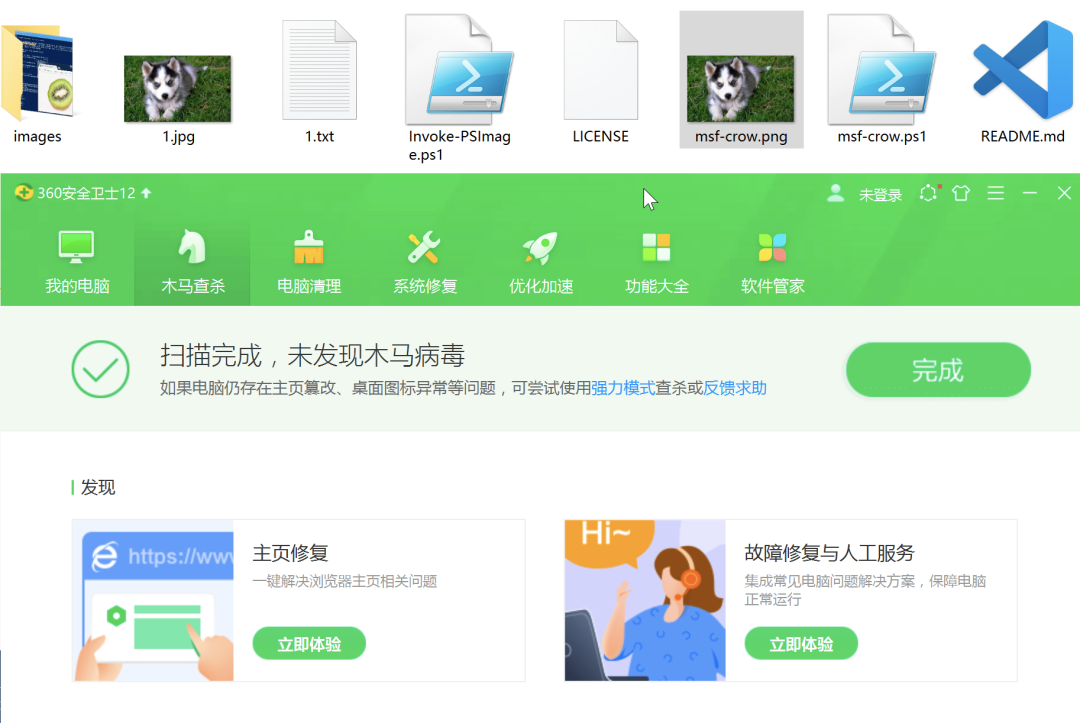 images
1.jpg
1.txt
Invoke-PSImag
e.ps1
LICENSE
msf-crow.png
msf-crow.ps1
README.md
360安全卫士12
未登录
我的电脑
木马查杀
电脑清理
系统修复
优化加速
功能大全
软件管家
扫描完成，未发现木马病毒
如果电脑仍存在主页篡改、桌面图标异常等问题，可尝试使用强力模式查杀或反馈求助
完成
发现
https://www
主页修复
一键解决浏览器主页相关问题
立即体验
Hi~
故障修复与人工服务
集成常见电脑问题解决方案，保障电脑
正常运行
立即体验